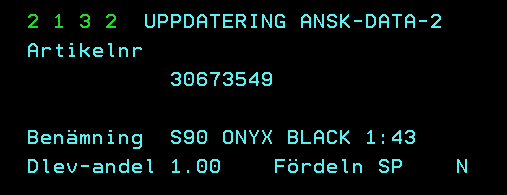 2 1 3 2 UPPDATERING ANSK-DATA-2
Artikelnr
30673549
Benämning S90 ONYX BLACK 1:43
Dlev-andel 1.00 Fördeln SP N